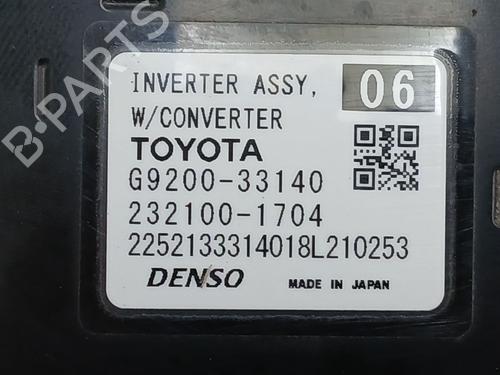 INVERTER ASSY, 06
W/CONVERTER
TOYOTA
G9200-33140
232100-1704
2252133314018L210253
DENSO MADE IN JAPAN
B-PARTS